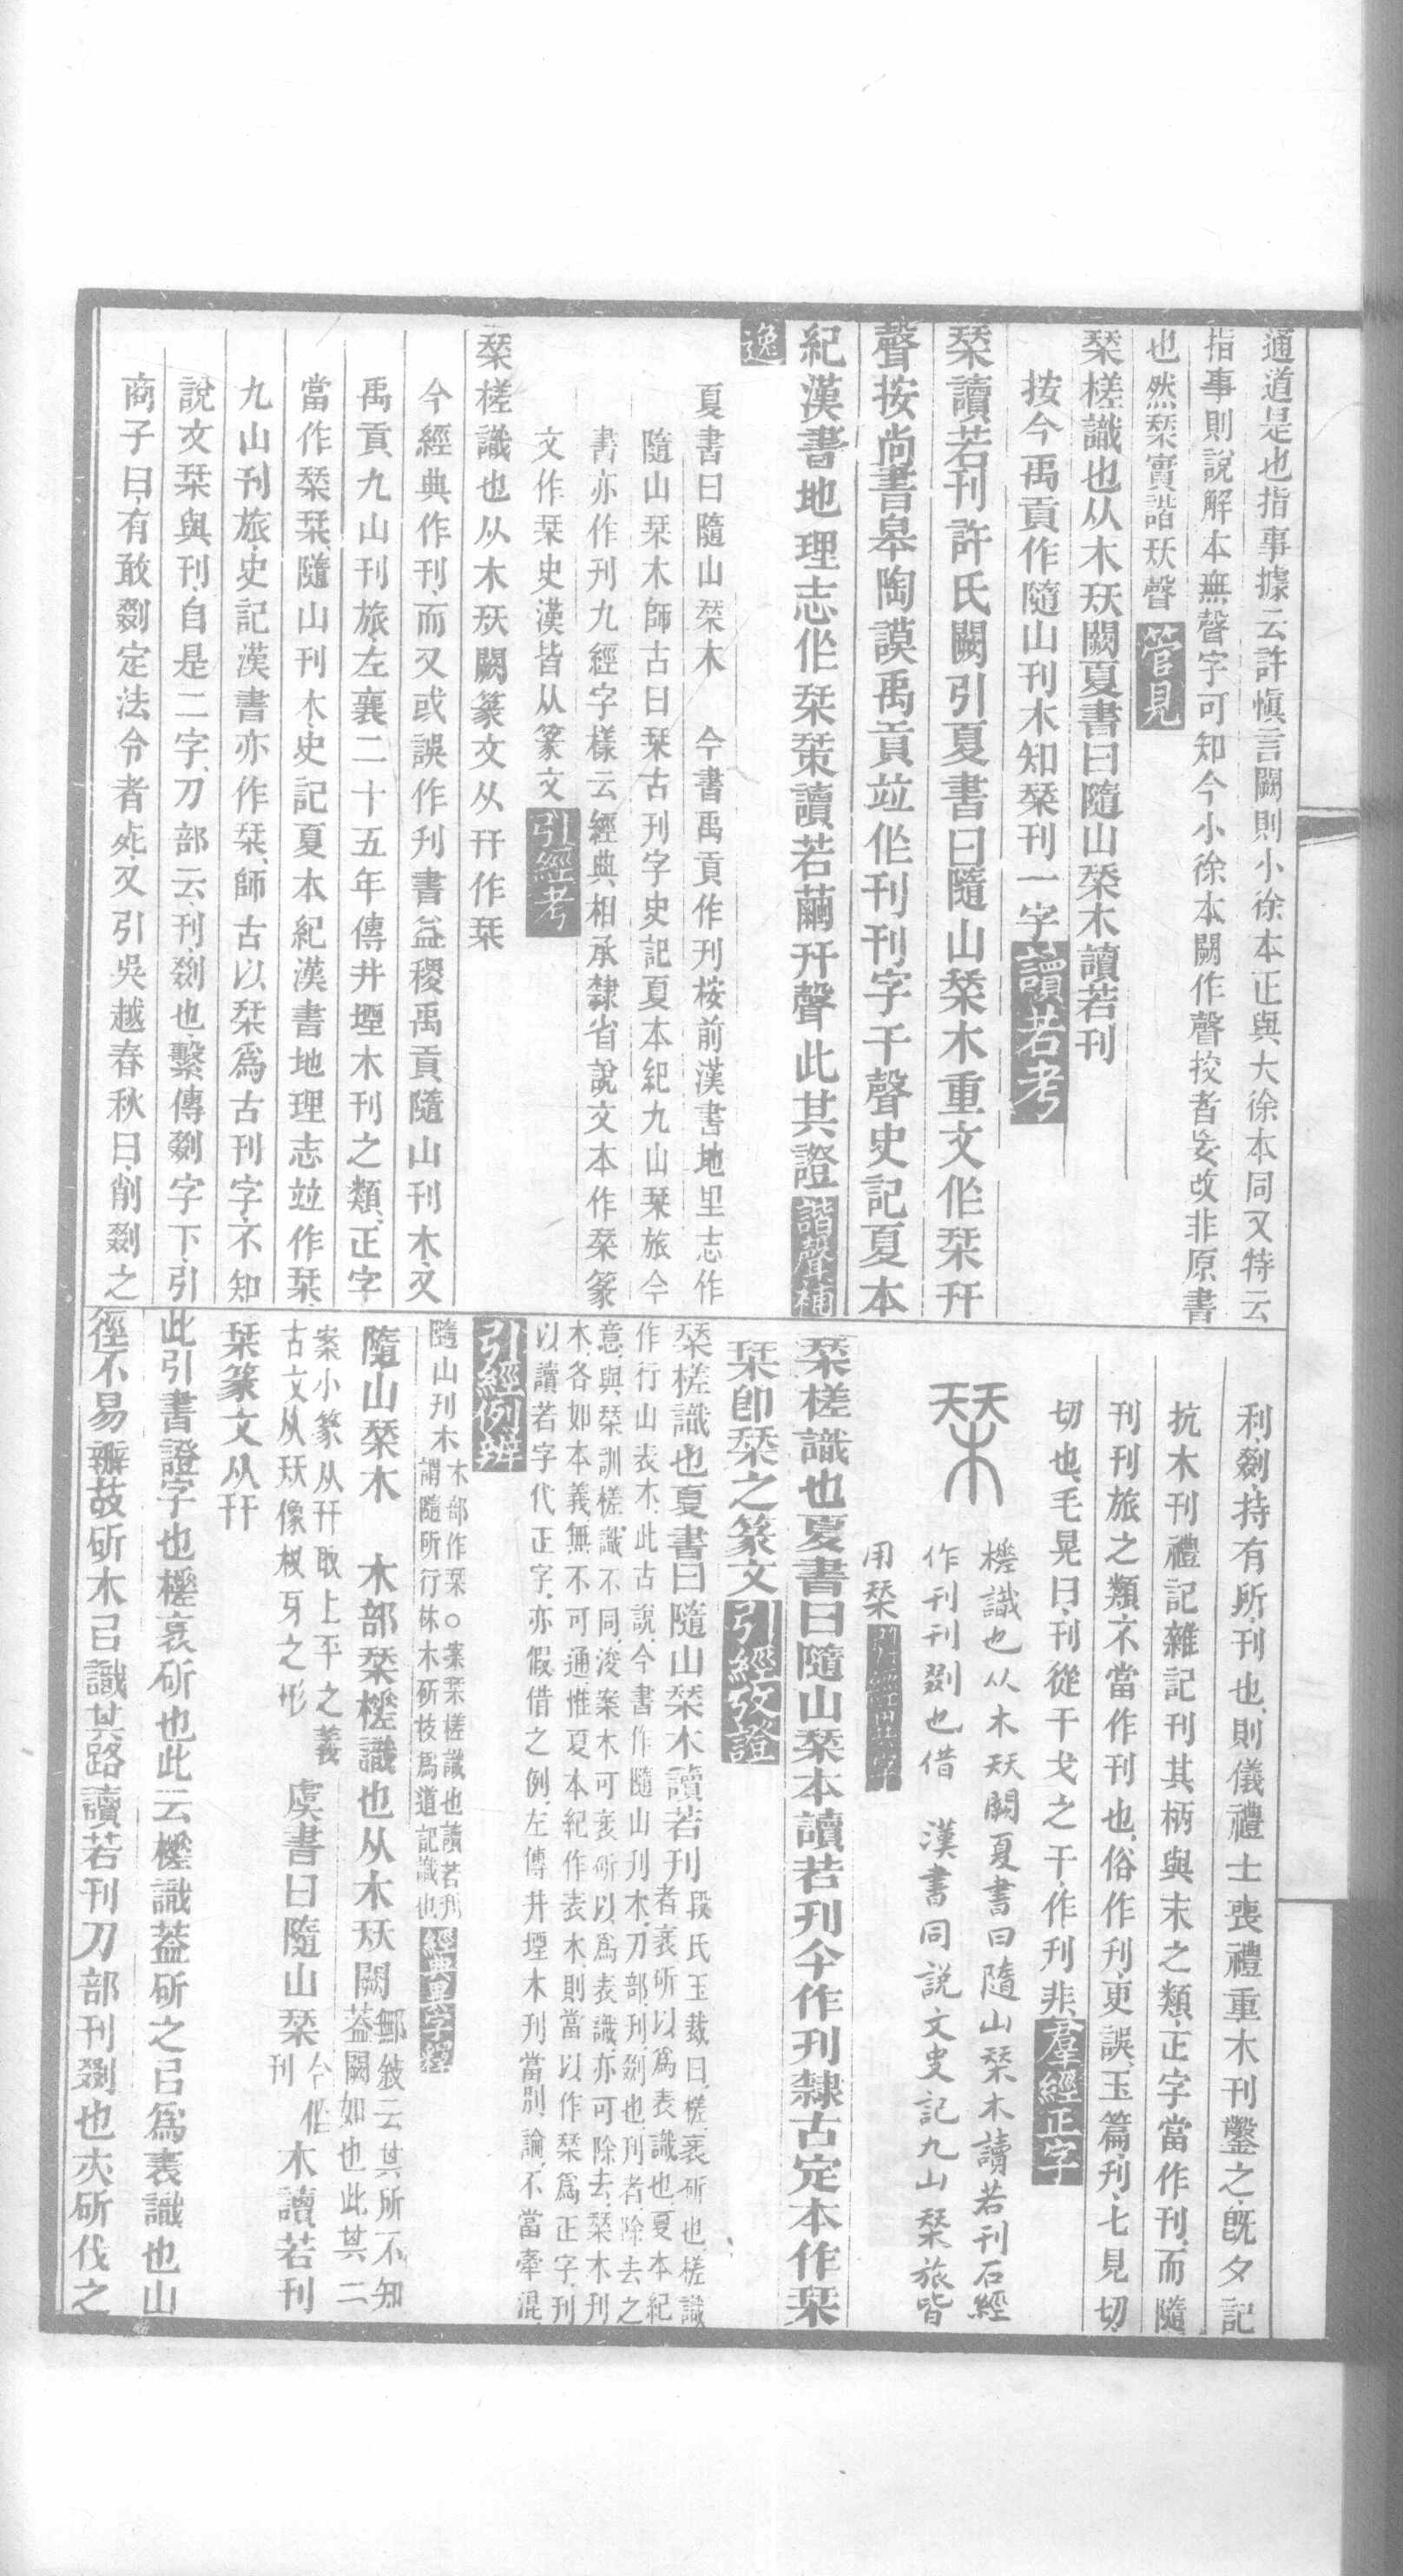 通道是也指事據云許愼言闕則小徐本正與大徐本同又特云
指事則說解本無聲字可知今小徐本闕作聲挍者妄改非原書
也然栞實諧㺵聲 管見
栞槎識也从木㺵闕夏書曰隨山栞木讀若刊
按今禹貢作隨山刊木知栞刊一字 讀若考
栞讀若刊許氏闕引夏書曰隨山栞木重文作栞幵
聲按尚書皋陶謨禹貢竝作刊刊字干聲史記夏本
紀漢書地理志作栞䇲讀若繭幵聲此其證 諧聲補
逸
夏書曰隨山栞木 今書禹貢作刊桉前漢書地里志作
隨山栞木師古曰栞古刊字史記夏本紀九山栞旅今
書亦作刊九經字樣云經典相承隸省說文本作栞篆
文作栞史漢皆从篆文 引經考
栞槎識也从木㺵闕篆文从幵作栞
今經典作刊而又或誤作刋書益稷禹貢隨山刊木又
禹貢九山刊旅左襄二十五年傳井堙木刊之類正字
當作栞栞隨山刊木史記夏本紀漢書地理志竝作栞
九山刊旅史記漢書亦作栞師古以栞爲古刊字不知
說文栞與刊自是二字刀部云刊剟也繫傳剟字下引
商子曰有敢剟定法令者死又引吳越春秋曰削剟之
利剟持有所刊也則儀禮士喪禮重木刊鑿之旣夕記
抗木刊禮記雜記刊其柄與末之類正字當作刊而隨
刊刊旅之類不當作刊也俗作刋更誤玉篇刋七見切
切也毛晃曰刊從干戈之干作刋非 羣經正字
栞
槎識也从木㺵闕夏書曰隨山栞木讀若刊石經
作刊刊剟也借 漢書同說文史記九山栞旅皆
用栞
栞槎識也夏書曰隨山栞本讀若刊今作刊隸古定本作栞
栞即栞之篆文 引經攷證
栞槎識也夏書曰隨山栞木讀若刊 段氏玉裁曰槎衺斫也槎識
者衺斫以爲表識也夏本紀
作行山表木此古說今書作隨山刊木刀部刊剟也刊者除去之
意與栞訓槎識不同浚案木可衺斫以爲表識亦可除去栞木刊
木各如本義無不可通惟夏本紀作表木則當以作栞爲正字刊
以讀若字代正字亦假借之例左傳井堙木刊當別論不當牽混
引經例辨
隨山刊木 木部作栞○案栞槎識也讀若刊
謂隨所行林木斫枝爲道記識也 經典異字釋
隨山栞木 木部栞槎識也从木㺵闕 鄦敍云其所不知
蓋闕如也此其二
案小篆从幵取上平之義
古文从㺵像杈牙之形 虞書曰隨山栞 今作
刊 木讀若刊
栞篆文从幵
此引書證字也槎衺斫也此云槎識葢斫之㠯爲表識也山
徑不易辨故斫木㠯識其路讀若刊刀部刊剟也夾斫伐之